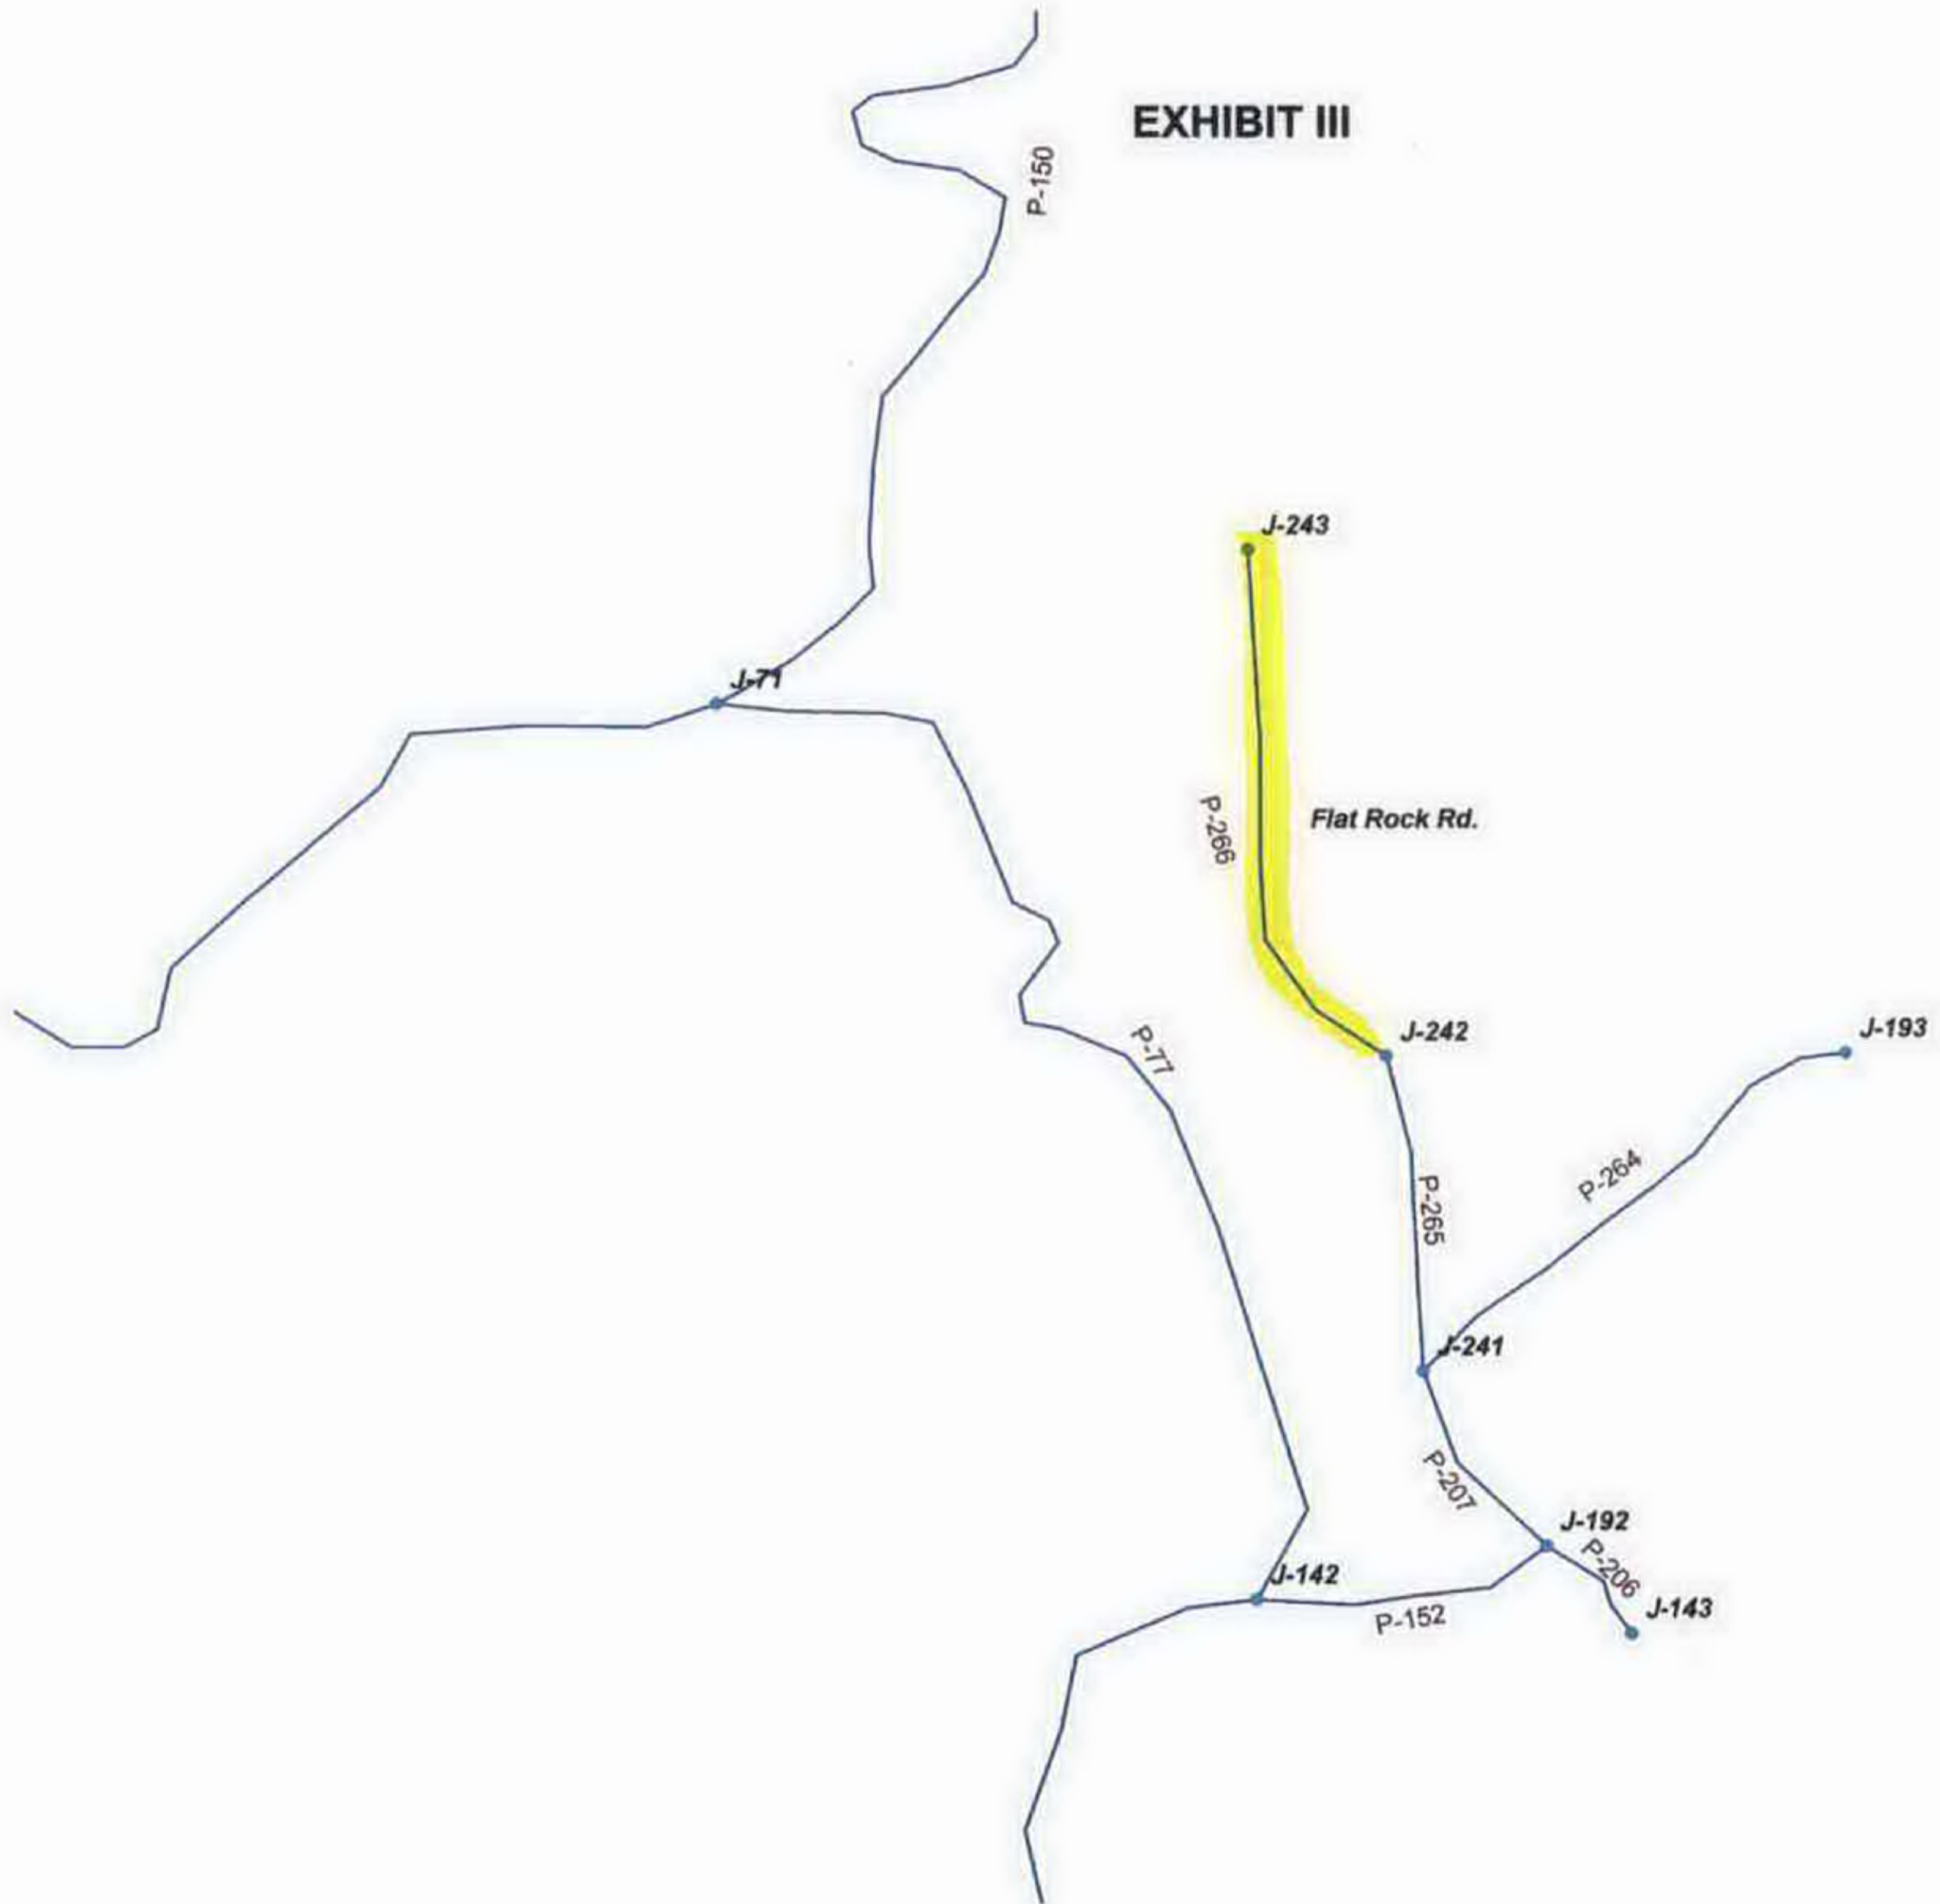 EXHIBIT III
P-150
J-243
J-71
P-266
Flat Rock Rd.
J-242
J-193
P-77
P-264
P-265
J-241
P-207
J-192
P-206
J-142
J-143
P-152